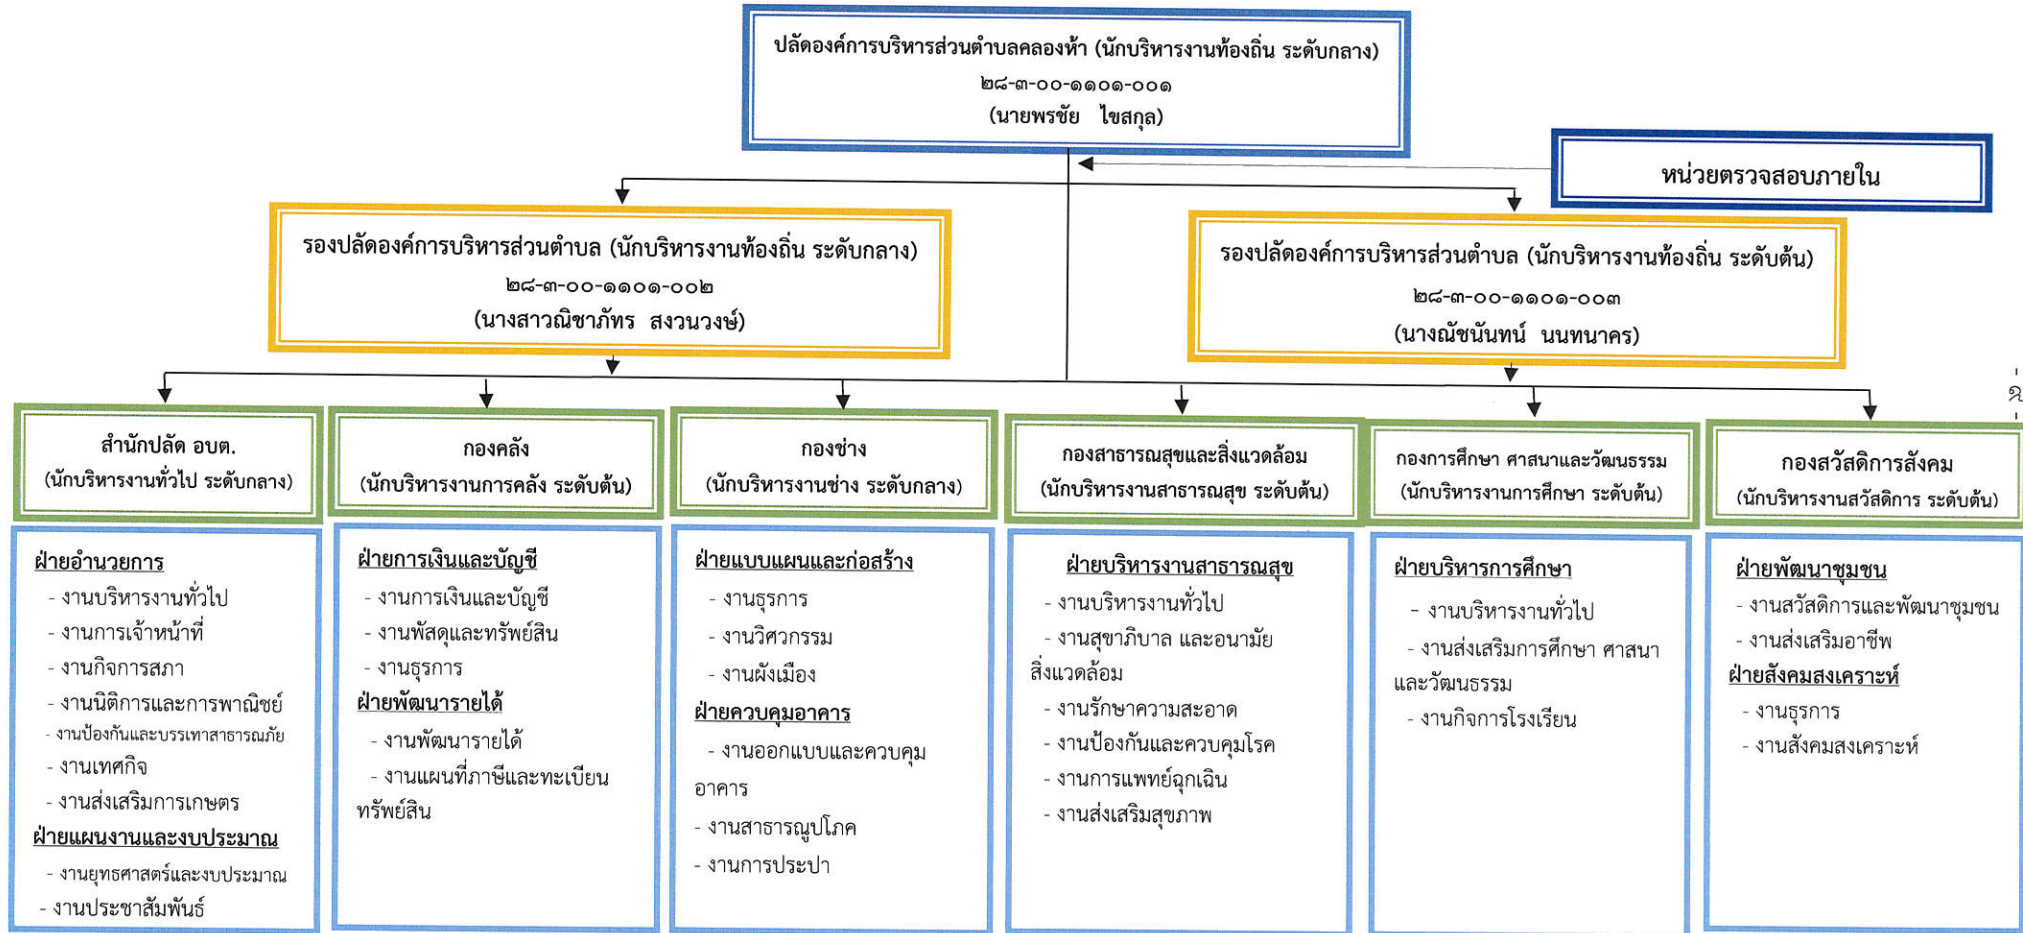 ปลัดองค์การบริหารส่วนตำบลคลองห้า (นักบริหารงานท้องถิ่น ระดับกลาง)
๒๘-๓-๐๐-๑๑๐๑-๐๐๑
(นายพรชัย ไขสกุล)
หน่วยตรวจสอบภายใน
รองปลัดองค์การบริหารส่วนตำบล (นักบริหารงานท้องถิ่น ระดับกลาง)
๒๘-๓-๐๐-๑๑๐๑-๐๐๒
(นางสาวณิชาภัทร สงวนวงษ์)
รองปลัดองค์การบริหารส่วนตำบล (นักบริหารงานท้องถิ่น ระดับต้น)
๒๘-๓-๐๐-๑๑๐๑-๐๐๓
(นางณัชนันทน์ นนทนาคร)
สำนักปลัด อบต.
(นักบริหารงานทั่วไป ระดับกลาง)
กองคลัง
(นักบริหารงานการคลัง ระดับต้น)
กองช่าง
(นักบริหารงานช่าง ระดับกลาง)
กองสาธารณสุขและสิ่งแวดล้อม
(นักบริหารงานสาธารณสุข ระดับต้น)
กองการศึกษา ศาสนาและวัฒนธรรม
(นักบริหารงานการศึกษา ระดับต้น)
กองสวัสดิการสังคม
(นักบริหารงานสวัสดิการ ระดับต้น)
ฝ่ายอำนวยการ
- งานบริหารงานทั่วไป
- งานการเจ้าหน้าที่
- งานกิจการสภา
- งานนิติการและการพาณิชย์
- งานป้องกันและบรรเทาสาธารณภัย
- งานเทศกิจ
- งานส่งเสริมการเกษตร
ฝ่ายแผนงานและงบประมาณ
- งานยุทธศาสตร์และงบประมาณ
- งานประชาสัมพันธ์
ฝ่ายการเงินและบัญชี
- งานการเงินและบัญชี
- งานพัสดุและทรัพย์สิน
- งานธุรการ
ฝ่ายพัฒนารายได้
- งานพัฒนารายได้
- งานแผนที่ภาษีและทะเบียน
ทรัพย์สิน
ฝ่ายแบบแผนและก่อสร้าง
- งานธุรการ
- งานวิศวกรรม
- งานผังเมือง
ฝ่ายควบคุมอาคาร
- งานออกแบบและควบคุม
อาคาร
- งานสาธารณูปโภค
- งานการประปา
ฝ่ายบริหารงานสาธารณสุข
- งานบริหารงานทั่วไป
- งานสุขาภิบาล และอนามัย
สิ่งแวดล้อม
- งานรักษาความสะอาด
- งานป้องกันและควบคุมโรค
- งานการแพทย์ฉุกเฉิน
- งานส่งเสริมสุขภาพ
ฝ่ายบริหารการศึกษา
- งานบริหารงานทั่วไป
- งานส่งเสริมการศึกษา ศาสนา
และวัฒนธรรม
- งานกิจการโรงเรียน
ฝ่ายพัฒนาชุมชน
- งานสวัสดิการและพัฒนาชุมชน
- งานส่งเสริมอาชีพ
ฝ่ายสังคมสงเคราะห์
- งานธุรการ
- งานสังคมสงเคราะห์